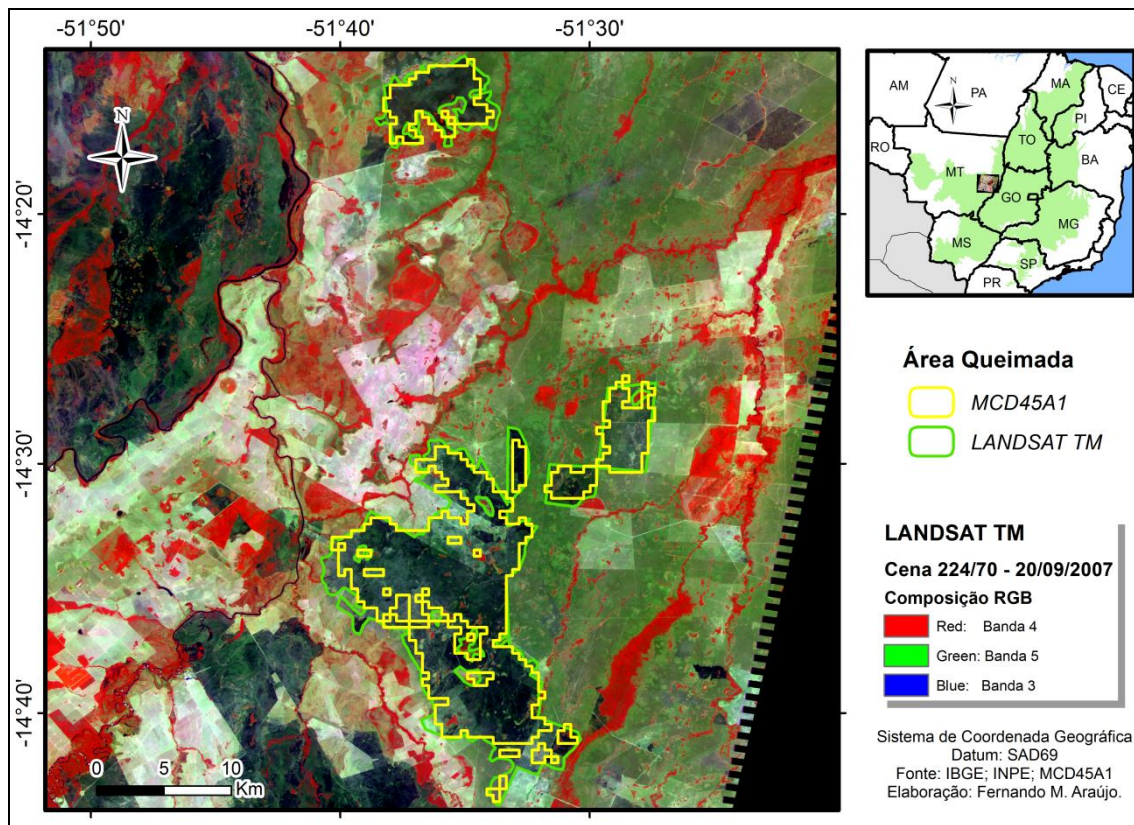 -51°50' -51°40' -51°30'
-14°20'
-14°30'
-14°40'
N
0 5 10
Km
N
AM
PA
MA
CE
PI
TO
RO
MT
BA
GO
MG
MS
SP
PR
Área Queimada
MCD45A1
LANDSAT TM
LANDSAT TM
Cena 224/70 - 20/09/2007
Composição RGB
Red: Banda 4
Green: Banda 5
Blue: Banda 3
Sistema de Coordenada Geográfica
Datum: SAD69
Fonte: IBGE; INPE; MCD45A1
Elaboração: Fernando M. Araújo.